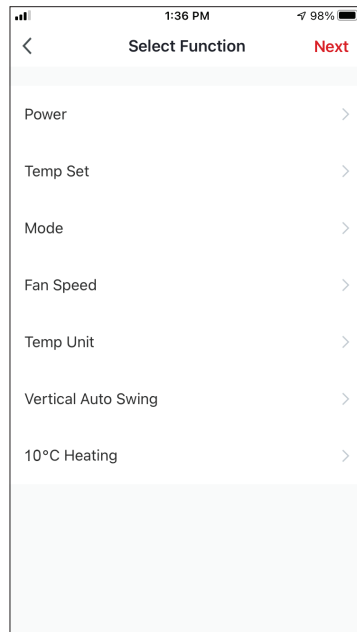 1:36 PM 98%
Select Function Next
Power
Temp Set
Mode
Fan Speed
Temp Unit
Vertical Auto Swing
10°C Heating